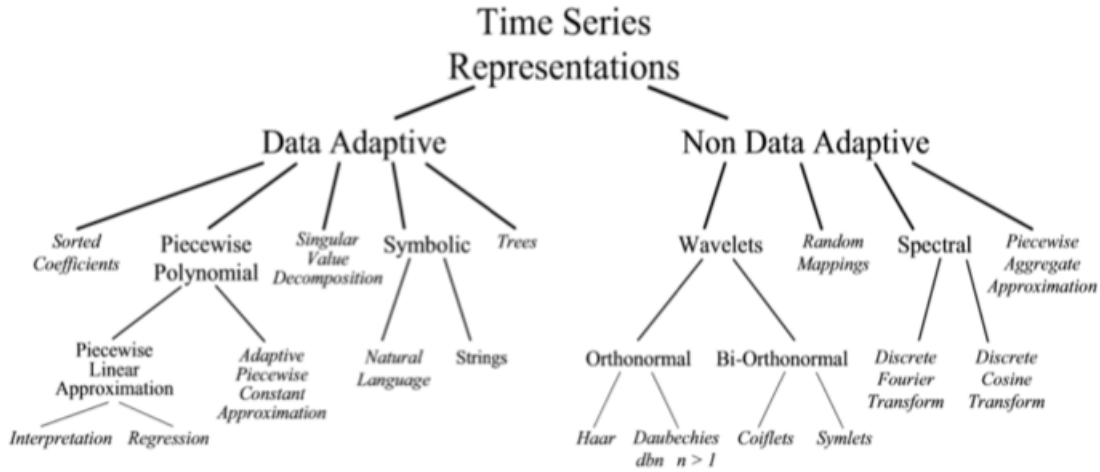 Time Series
Representations
Data Adaptive
Non Data Adaptive
Sorted
Coefficients
Piecewise
Polynomial
Singular
Value
Decomposition
Symbolic
Trees
Wavelets
Random
Mappings
Spectral
Piecewise
Aggregate
Approximation
Piecewise
Linear
Approximation
Adaptive
Piecewise
Constant
Approximation
Natural
Language
Strings
Orthonormal
Bi-Orthonormal
Discrete
Fourier
Transform
Discrete
Cosine
Transform
Interpretation
Regression
Haar
Daubechies
dbn n > 1
Coiflets
Symlets